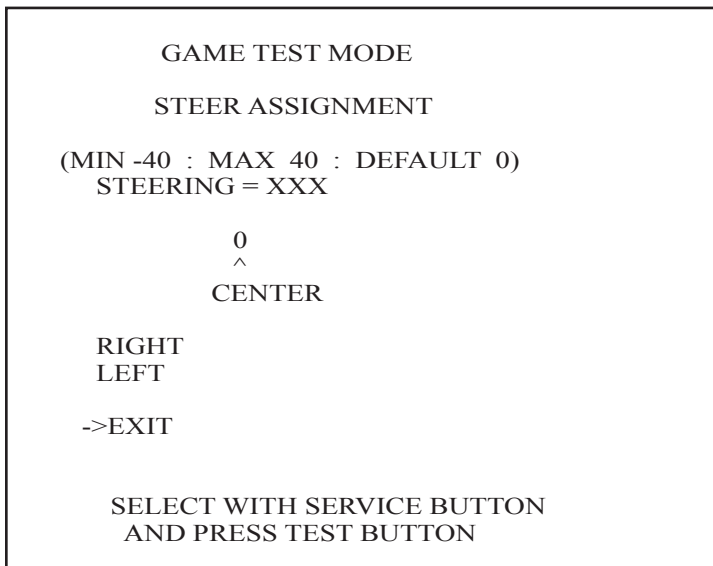 GAME TEST MODE
STEER ASSIGNMENT
(MIN -40 : MAX 40 : DEFAULT 0)
STEERING = XXX
0
^
CENTER
RIGHT
LEFT
->EXIT
SELECT WITH SERVICE BUTTON
AND PRESS TEST BUTTON